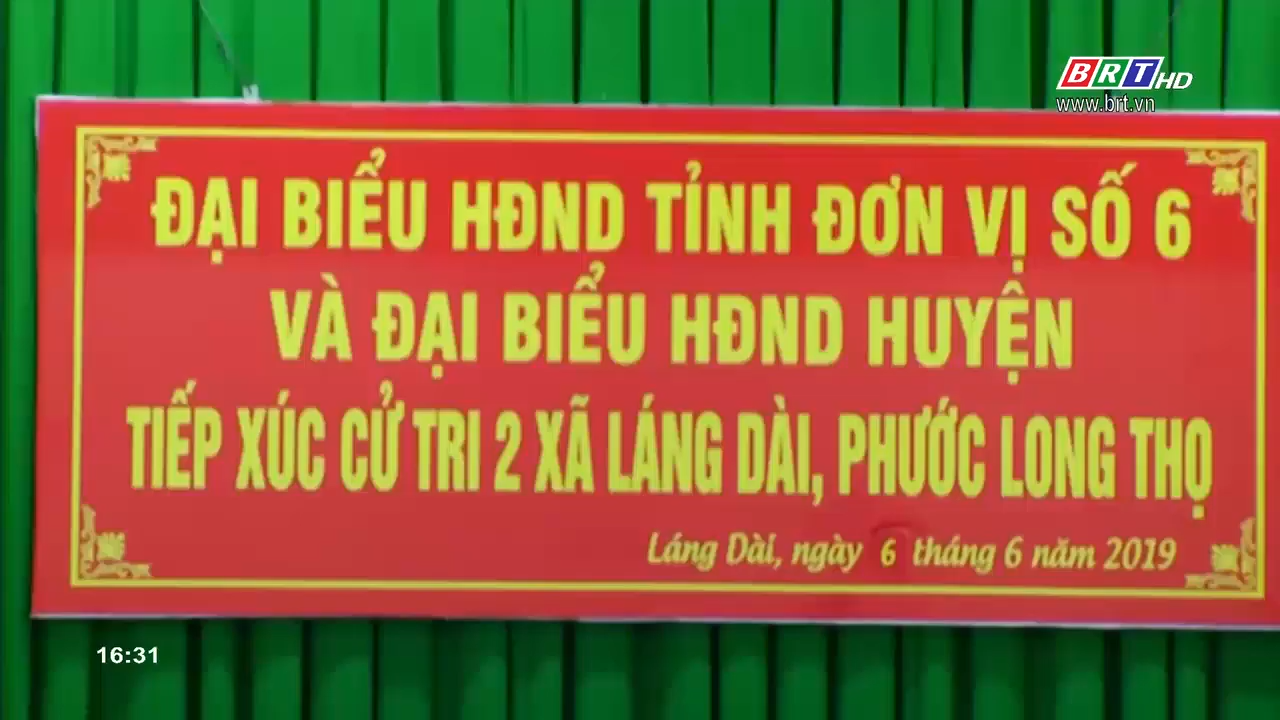 BRT HD
www.brt.vn
ĐẠI BIỂU HĐND TỈNH ĐƠN VỊ SỐ 6
VÀ ĐẠI BIỂU HĐND HUYỆN
TIẾP XÚC CỬ TRI 2 XÃ LÁNG DÀI, PHƯỚC LONG THỌ
Láng Dài, ngày 6 tháng 6 năm 2019
16:31